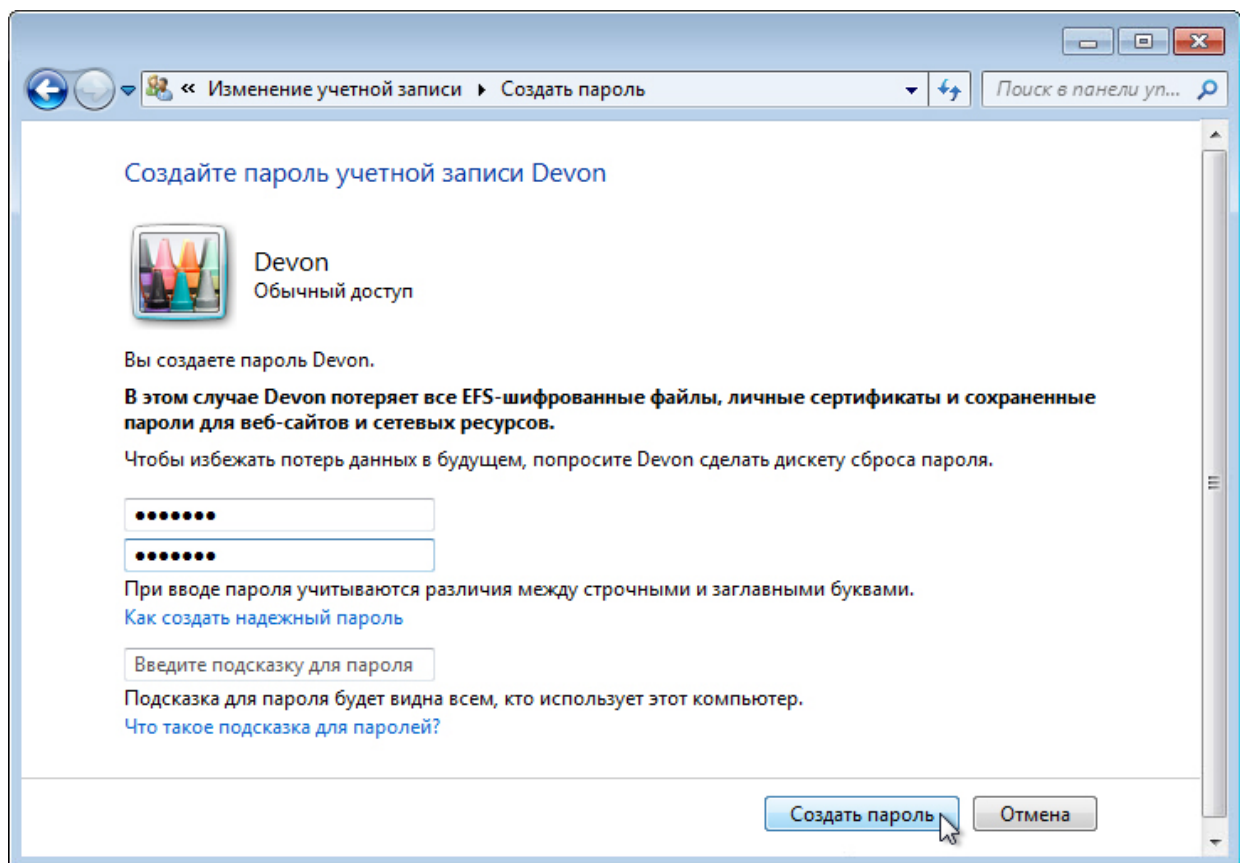 « Изменение учетной записи ▸ Создать пароль
Поиск в панели уп...
Создайте пароль учетной записи Devon
Devon
Обычный доступ
Вы создаете пароль Devon.
В этом случае Devon потеряет все EFS-шифрованные файлы, личные сертификаты и сохраненные
пароли для веб-сайтов и сетевых ресурсов.
Чтобы избежать потерь данных в будущем, попросите Devon сделать дискету сброса пароля.
•••••••
•••••••
При вводе пароля учитываются различия между строчными и заглавными буквами.
Как создать надежный пароль
Введите подсказку для пароля
Подсказка для пароля будет видна всем, кто использует этот компьютер.
Что такое подсказка для паролей?
Создать пароль
Отмена